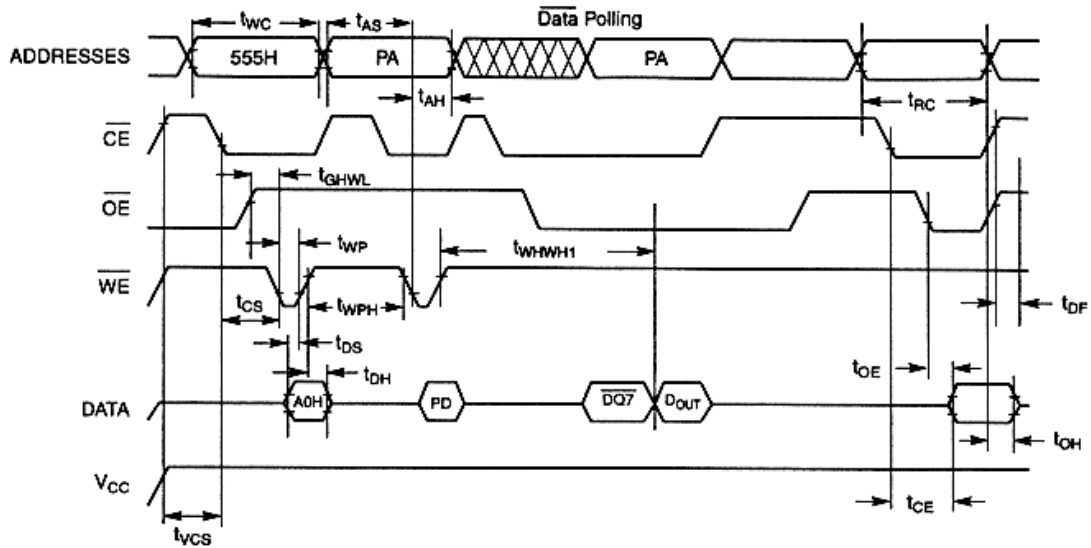 Data Polling
tWC
tAS
ADDRESSES
555H
PA
PA
tAH
tRC
CE
tGHWL
OE
tWP
tWHWH1
WE
tCS
tWPH
tDF
tDS
tOE
tDH
DATA
A0H
PD
DQ7
DOUT
tOH
VCC
tCE
tVCS